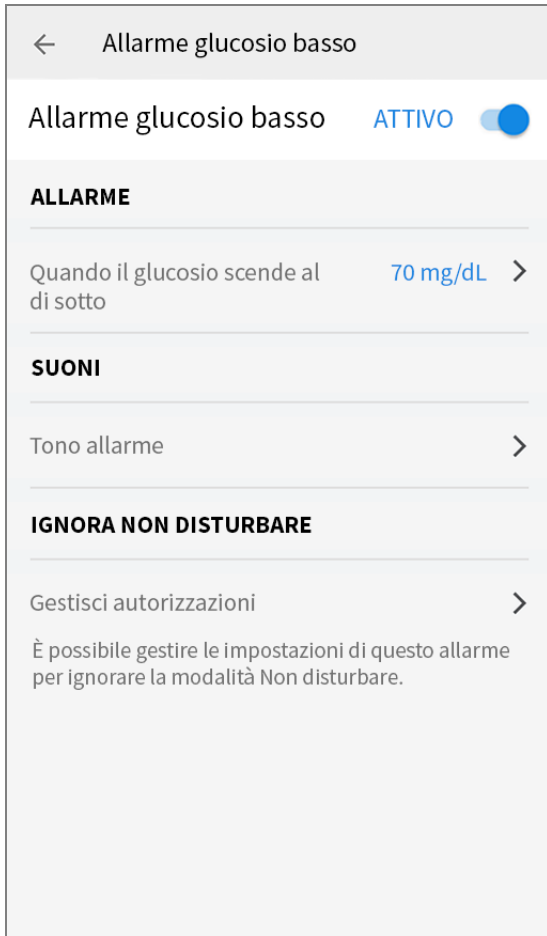 Allarme glucosio basso
Allarme glucosio basso ATTIVO
ALLARME
Quando il glucosio scende al 70 mg/dL
di sotto
SUONI
Tono allarme
IGNORA NON DISTURBARE
Gestisci autorizzazioni
È possibile gestire le impostazioni di questo allarme
per ignorare la modalità Non disturbare.